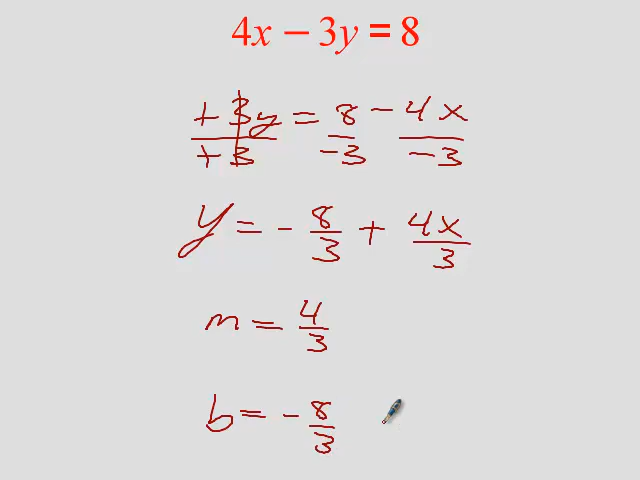 4x − 3y = 8
+3y/+3 = 8/−3 − 4x/−3
y = − 8/3 + 4x/3
m = 4/3
b = − 8/3